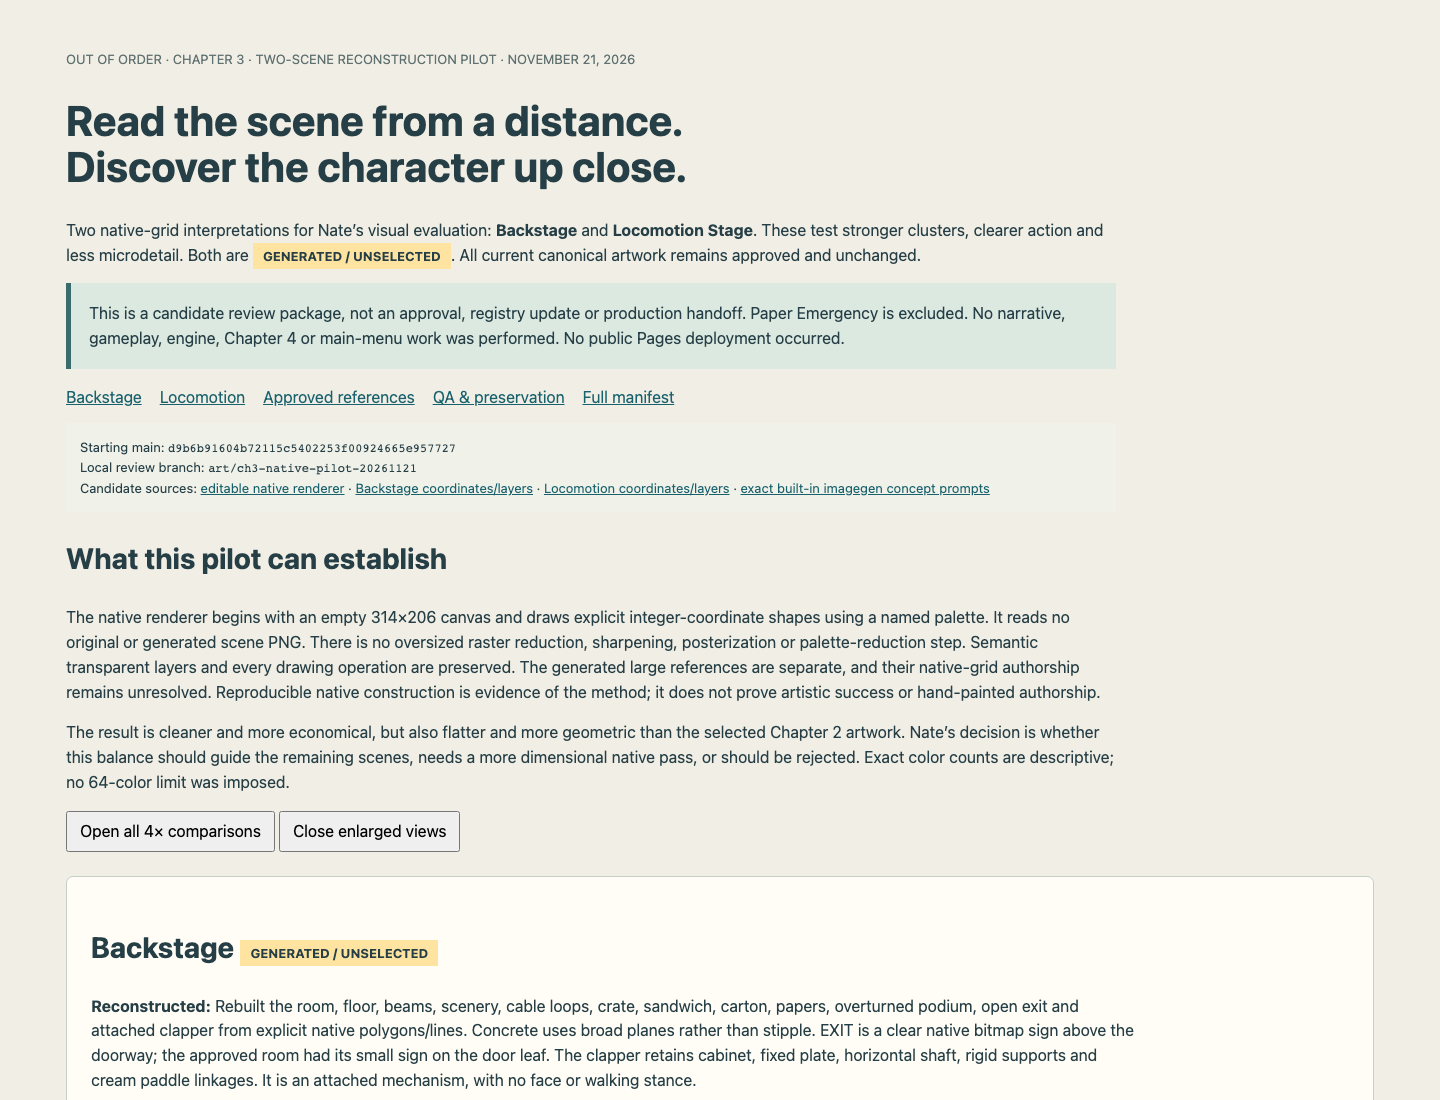 OUT OF ORDER · CHAPTER 3 · TWO-SCENE RECONSTRUCTION PILOT · NOVEMBER 21, 2026
Read the scene from a distance.
Discover the character up close.
Two native-grid interpretations for Nate’s visual evaluation: Backstage and Locomotion Stage. These test stronger clusters, clearer action and
less microdetail. Both are GENERATED / UNSELECTED. All current canonical artwork remains approved and unchanged.
This is a candidate review package, not an approval, registry update or production handoff. Paper Emergency is excluded. No narrative,
gameplay, engine, Chapter 4 or main-menu work was performed. No public Pages deployment occurred.
Backstage Locomotion Approved references QA & preservation Full manifest
Starting main: d9b6b91604b72115c5402253f00924665e957727
Local review branch: art/ch3-native-pilot-20261121
Candidate sources: editable native renderer · Backstage coordinates/layers · Locomotion coordinates/layers · exact built-in imagegen concept prompts
What this pilot can establish
The native renderer begins with an empty 314×206 canvas and draws explicit integer-coordinate shapes using a named palette. It reads no
original or generated scene PNG. There is no oversized raster reduction, sharpening, posterization or palette-reduction step. Semantic
transparent layers and every drawing operation are preserved. The generated large references are separate, and their native-grid authorship
remains unresolved. Reproducible native construction is evidence of the method; it does not prove artistic success or hand-painted authorship.
The result is cleaner and more economical, but also flatter and more geometric than the selected Chapter 2 artwork. Nate’s decision is whether
this balance should guide the remaining scenes, needs a more dimensional native pass, or should be rejected. Exact color counts are descriptive;
no 64-color limit was imposed.
Open all 4× comparisons Close enlarged views
Backstage GENERATED / UNSELECTED
Reconstructed: Rebuilt the room, floor, beams, scenery, cable loops, crate, sandwich, carton, papers, overturned podium, open exit and
attached clapper from explicit native polygons/lines. Concrete uses broad planes rather than stipple. EXIT is a clear native bitmap sign above the
doorway; the approved room had its small sign on the door leaf. The clapper retains cabinet, fixed plate, horizontal shaft, rigid supports and
cream paddle linkages. It is an attached mechanism, with no face or walking stance.